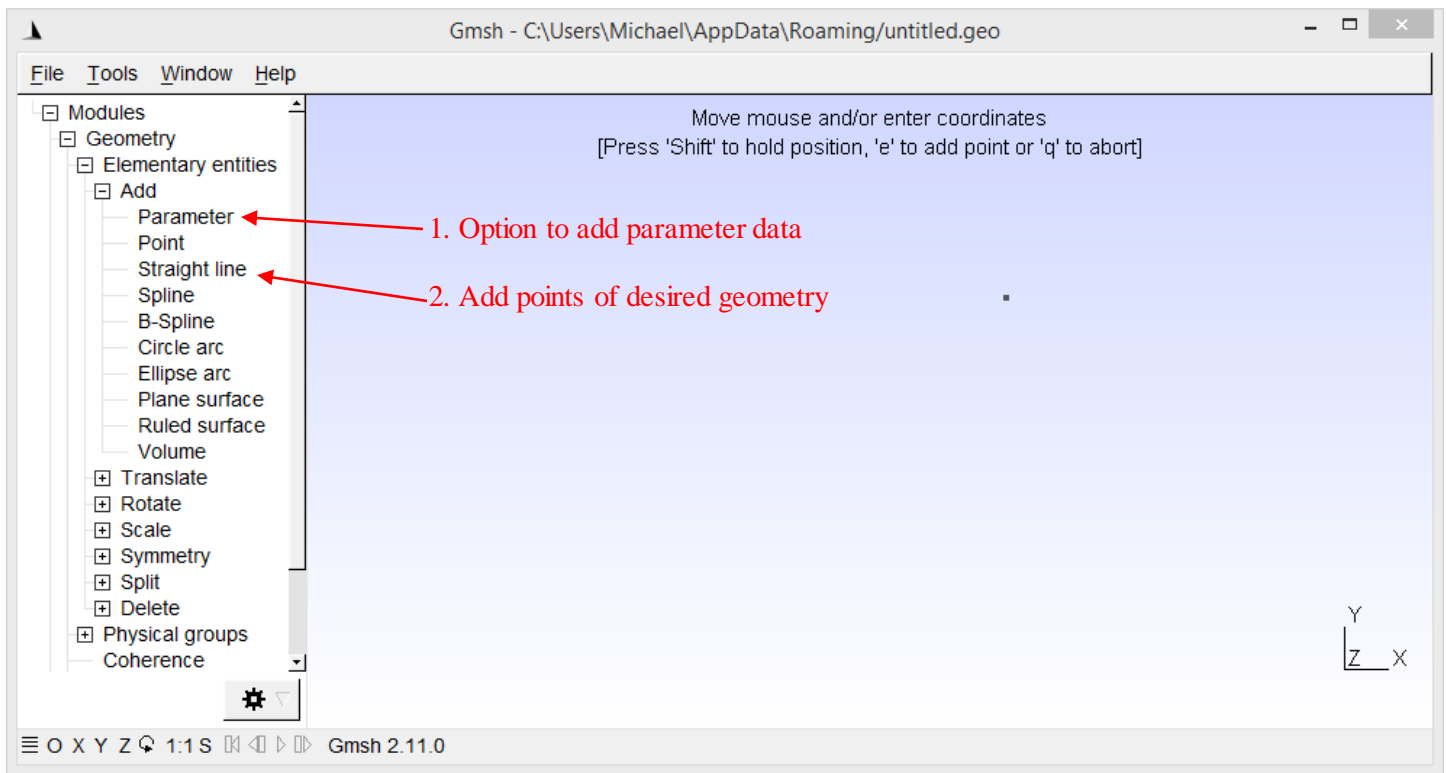 Gmsh - C:\Users\Michael\AppData\Roaming/untitled.geo
File Tools Window Help
Modules
Geometry
Elementary entities
Add
Parameter
Point
Straight line
Spline
B-Spline
Circle arc
Ellipse arc
Plane surface
Ruled surface
Volume
Translate
Rotate
Scale
Symmetry
Split
Delete
Physical groups
Coherence
Move mouse and/or enter coordinates
[Press 'Shift' to hold position, 'e' to add point or 'q' to abort]
1. Option to add parameter data
2. Add points of desired geometry
Y
Z X
O X Y Z 1:1 S Gmsh 2.11.0